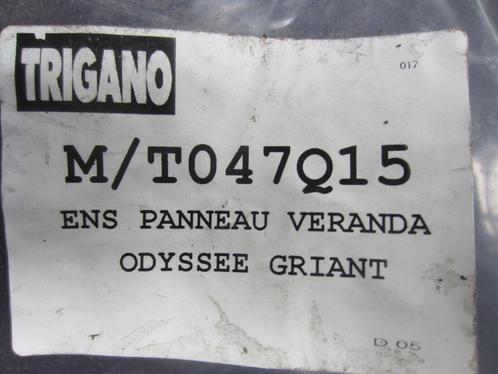 TRIGANO
017
M/T047Q15
ENS PANNEAU VERANDA
ODYSSEE GRIANT
D 05